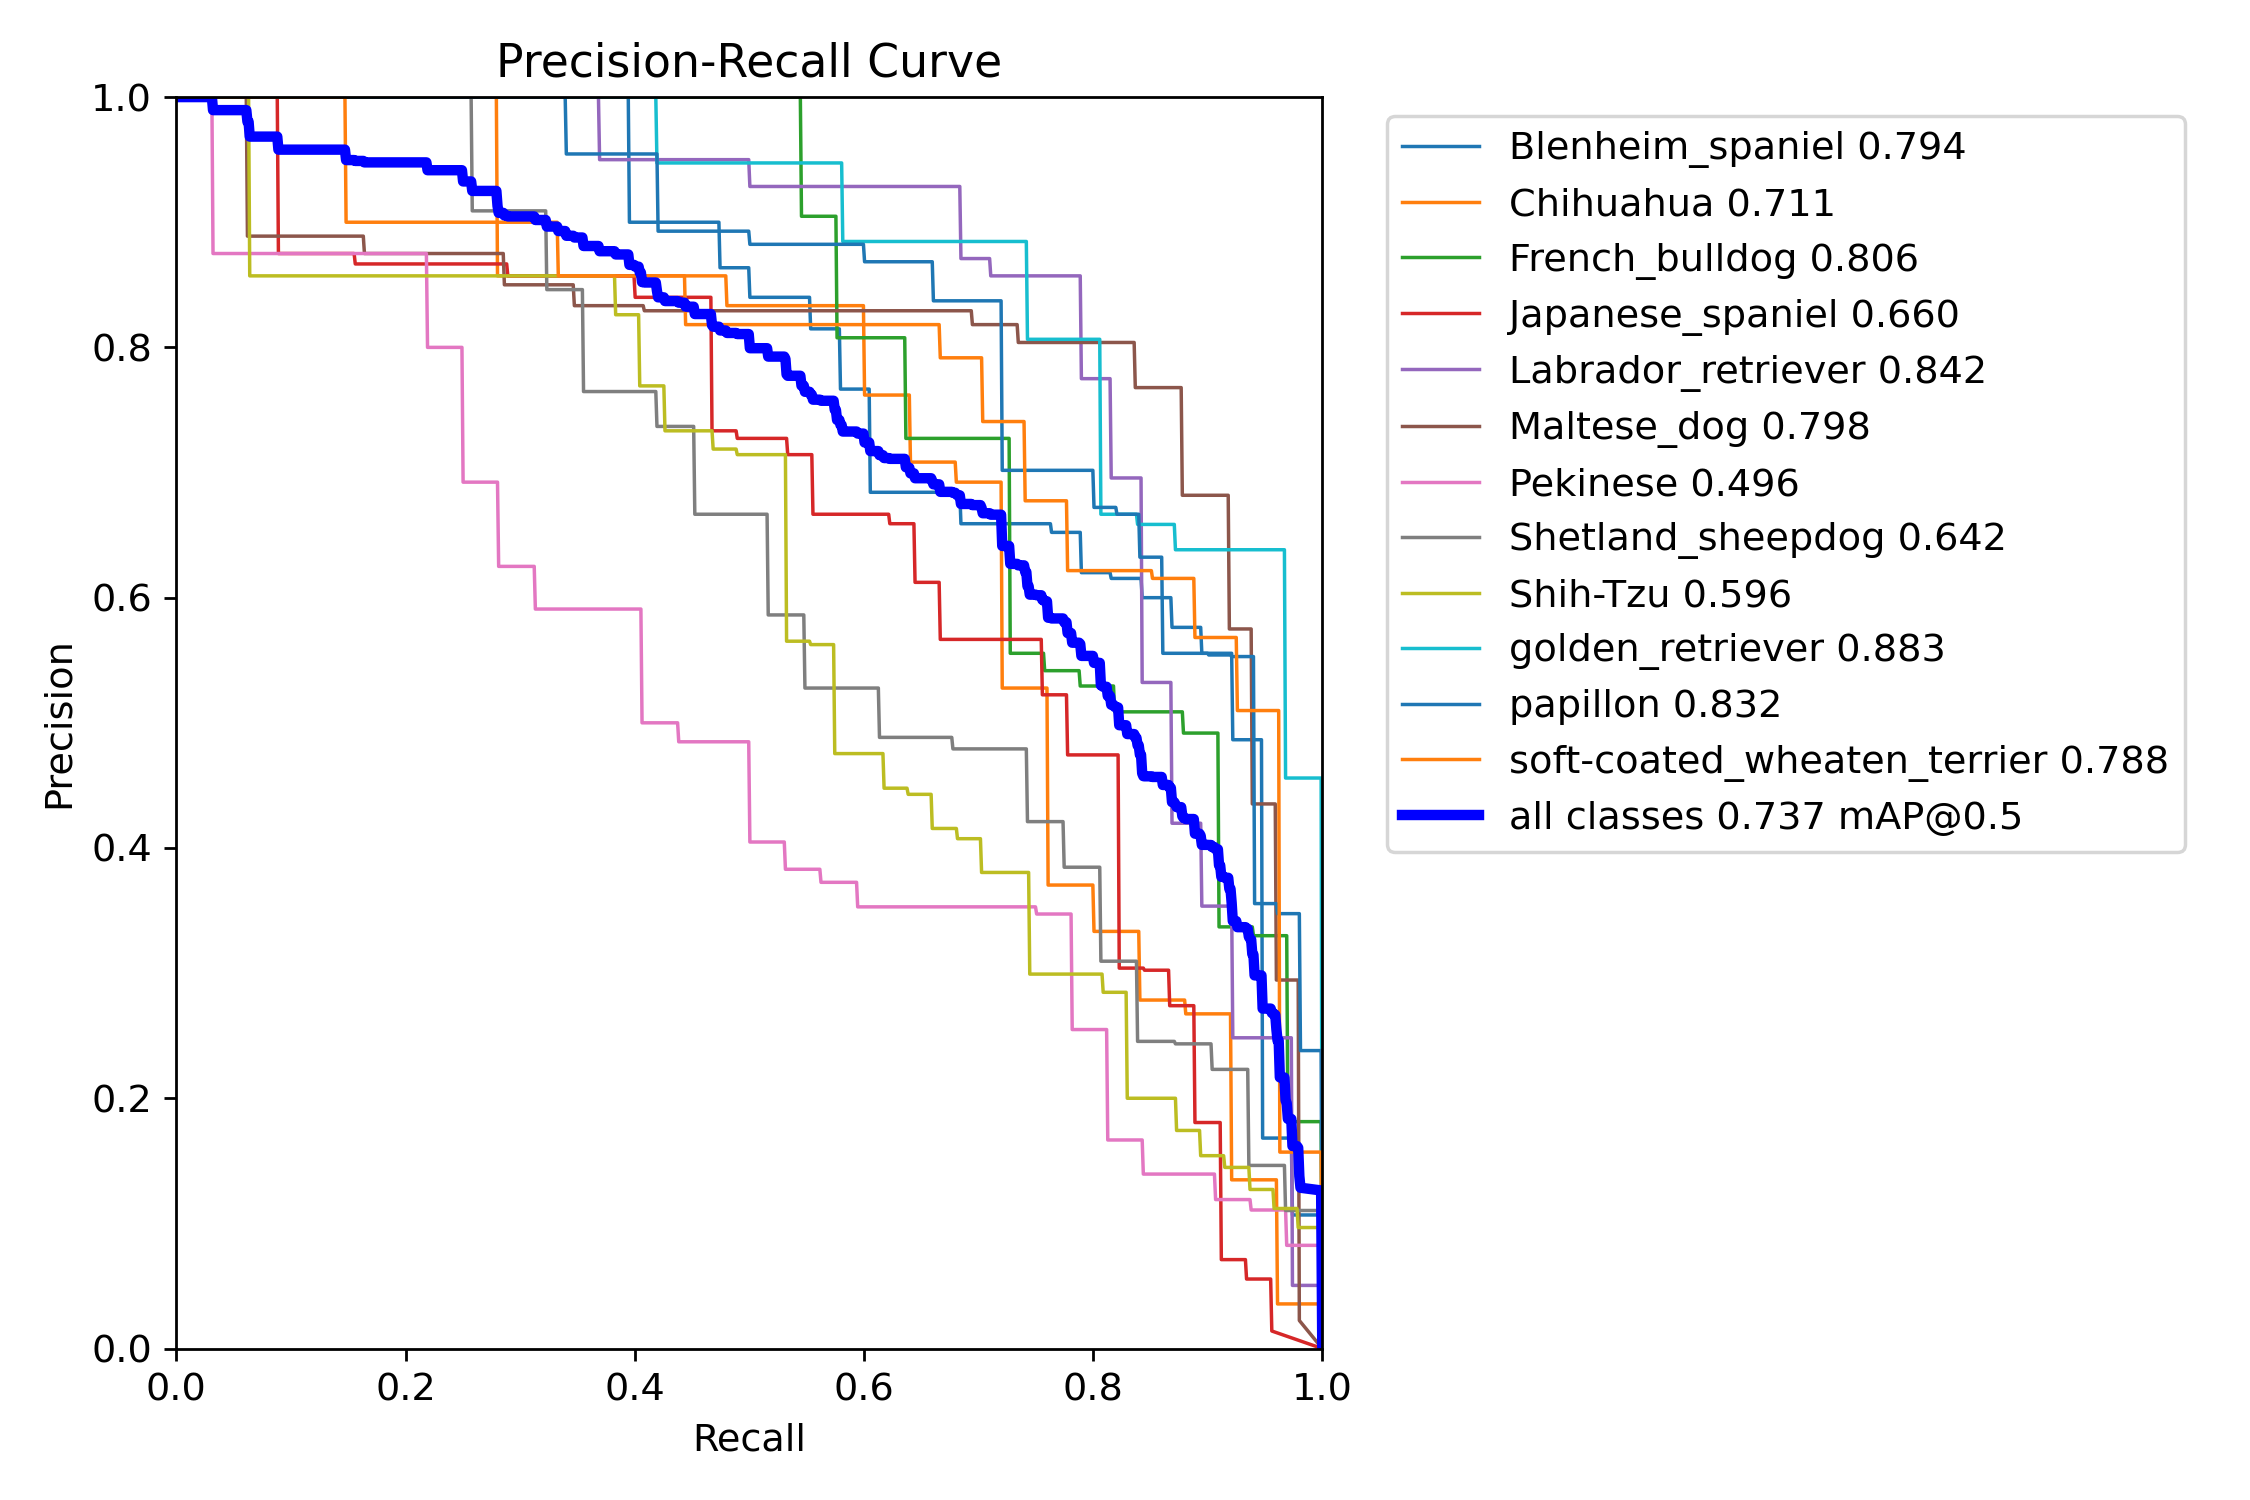 Precision-Recall Curve
1.0
0.8
0.6
0.4
0.2
0.0
Precision
0.0 0.2 0.4 0.6 0.8 1.0
Recall
Blenheim_spaniel 0.794
Chihuahua 0.711
French_bulldog 0.806
Japanese_spaniel 0.660
Labrador_retriever 0.842
Maltese_dog 0.798
Pekinese 0.496
Shetland_sheepdog 0.642
Shih-Tzu 0.596
golden_retriever 0.883
papillon 0.832
soft-coated_wheaten_terrier 0.788
all classes 0.737 mAP@0.5